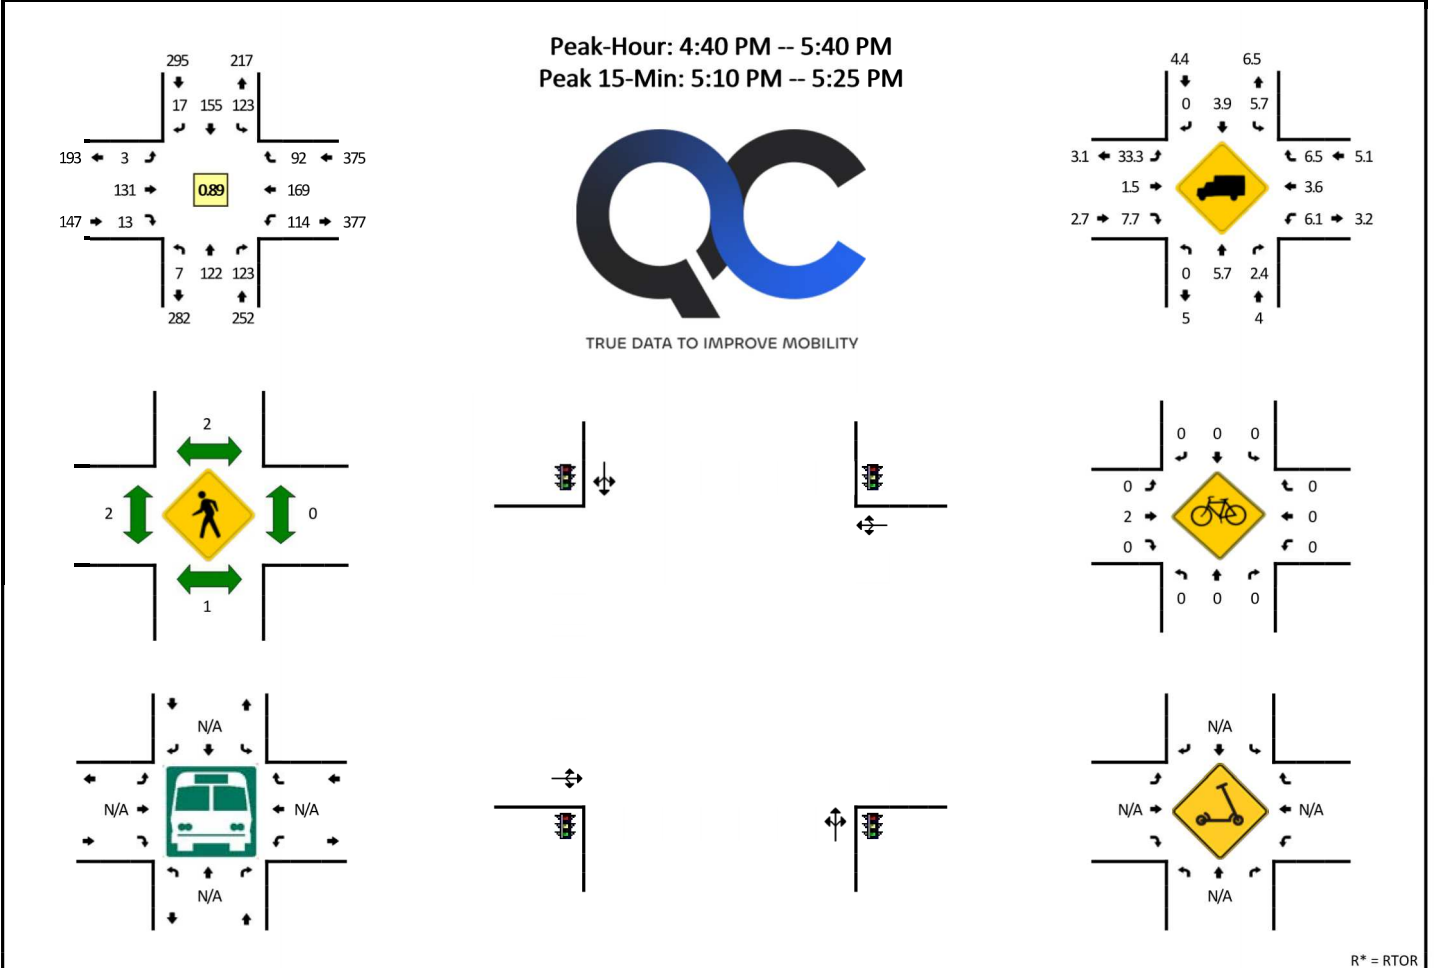 Peak-Hour: 4:40 PM -- 5:40 PM
Peak 15-Min: 5:10 PM -- 5:25 PM
295 217
17 155 123
193 3 92 375
131 0.89 169
147 13 114 377
7 122 123
282 252
QC
TRUE DATA TO IMPROVE MOBILITY
4.4 6.5
0 3.9 5.7
3.1 33.3 6.5 5.1
1.5 3.6
2.7 7.7 6.1 3.2
0 5.7 2.4
5 4
2
2 0
1
0 0 0
0 0
2 0
0 0
0 0 0
N/A
N/A N/A
N/A
N/A
N/A N/A
N/A
R* = RTOR